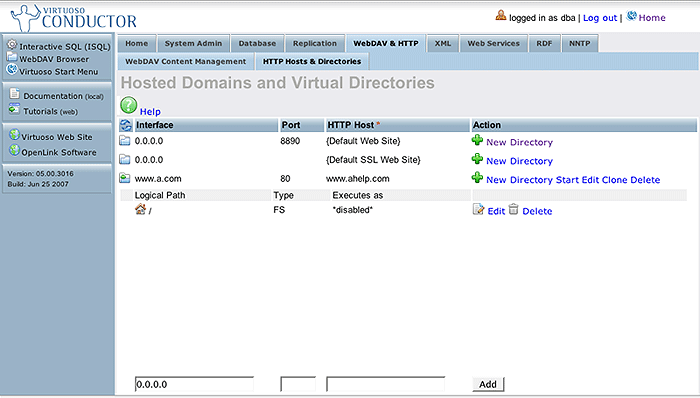 VIRTUOSO
CONDUCTOR
logged in as dba | Log out | Home
Interactive SQL (ISQL)
WebDAV Browser
Virtuoso Start Menu
Documentation (local)
Tutorials (web)
Virtuoso Web Site
OpenLink Software
Version: 05.00.3016
Build: Jun 25 2007
Home System Admin Database Replication WebDAV & HTTP XML Web Services RDF NNTP
WebDAV Content Management HTTP Hosts & Directories
Hosted Domains and Virtual Directories
? Help
Interface Port HTTP Host * Action
0.0.0.0 8890 {Default Web Site} New Directory
0.0.0.0 {Default SSL Web Site} New Directory
www.a.com 80 www.ahelp.com New Directory Start Edit Clone Delete
Logical Path Type Executes as
/ FS *disabled* Edit Delete
0.0.0.0 Add